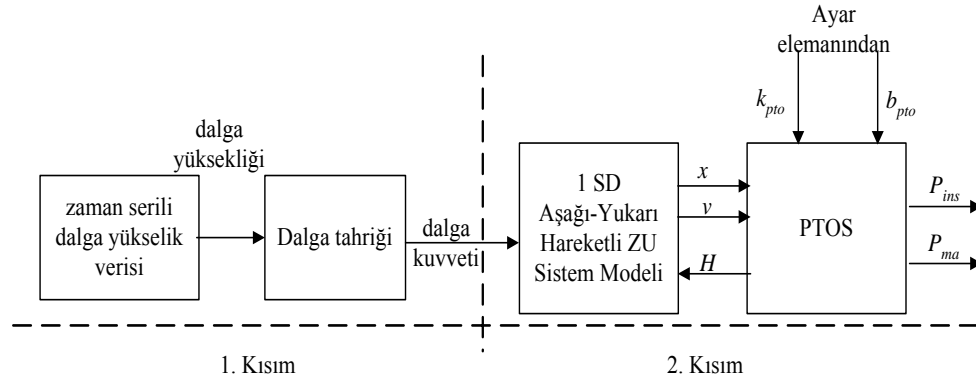 Ayar
elemanından
k_pto
b_pto
dalga
yüksekliği
zaman serili
dalga yükselik
verisi
Dalga tahriği
dalga
kuvveti
1 SD
Aşağı-Yukarı
Hareketli ZU
Sistem Modeli
x
v
H
PTOS
P_ins
P_ma
1. Kısım
2. Kısım